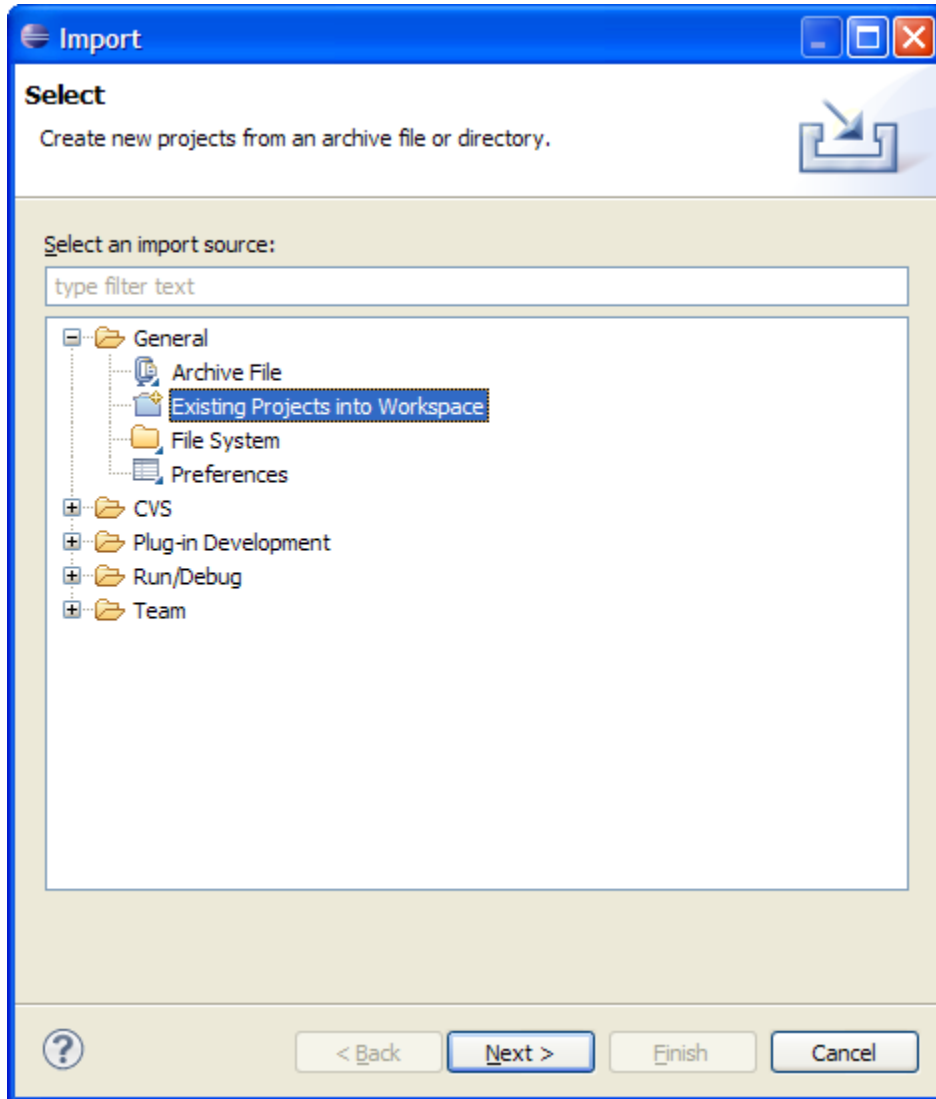 Import
Select
Create new projects from an archive file or directory.
Select an import source:
type filter text
General
Archive File
Existing Projects into Workspace
File System
Preferences
CVS
Plug-in Development
Run/Debug
Team
? < Back Next > Finish Cancel